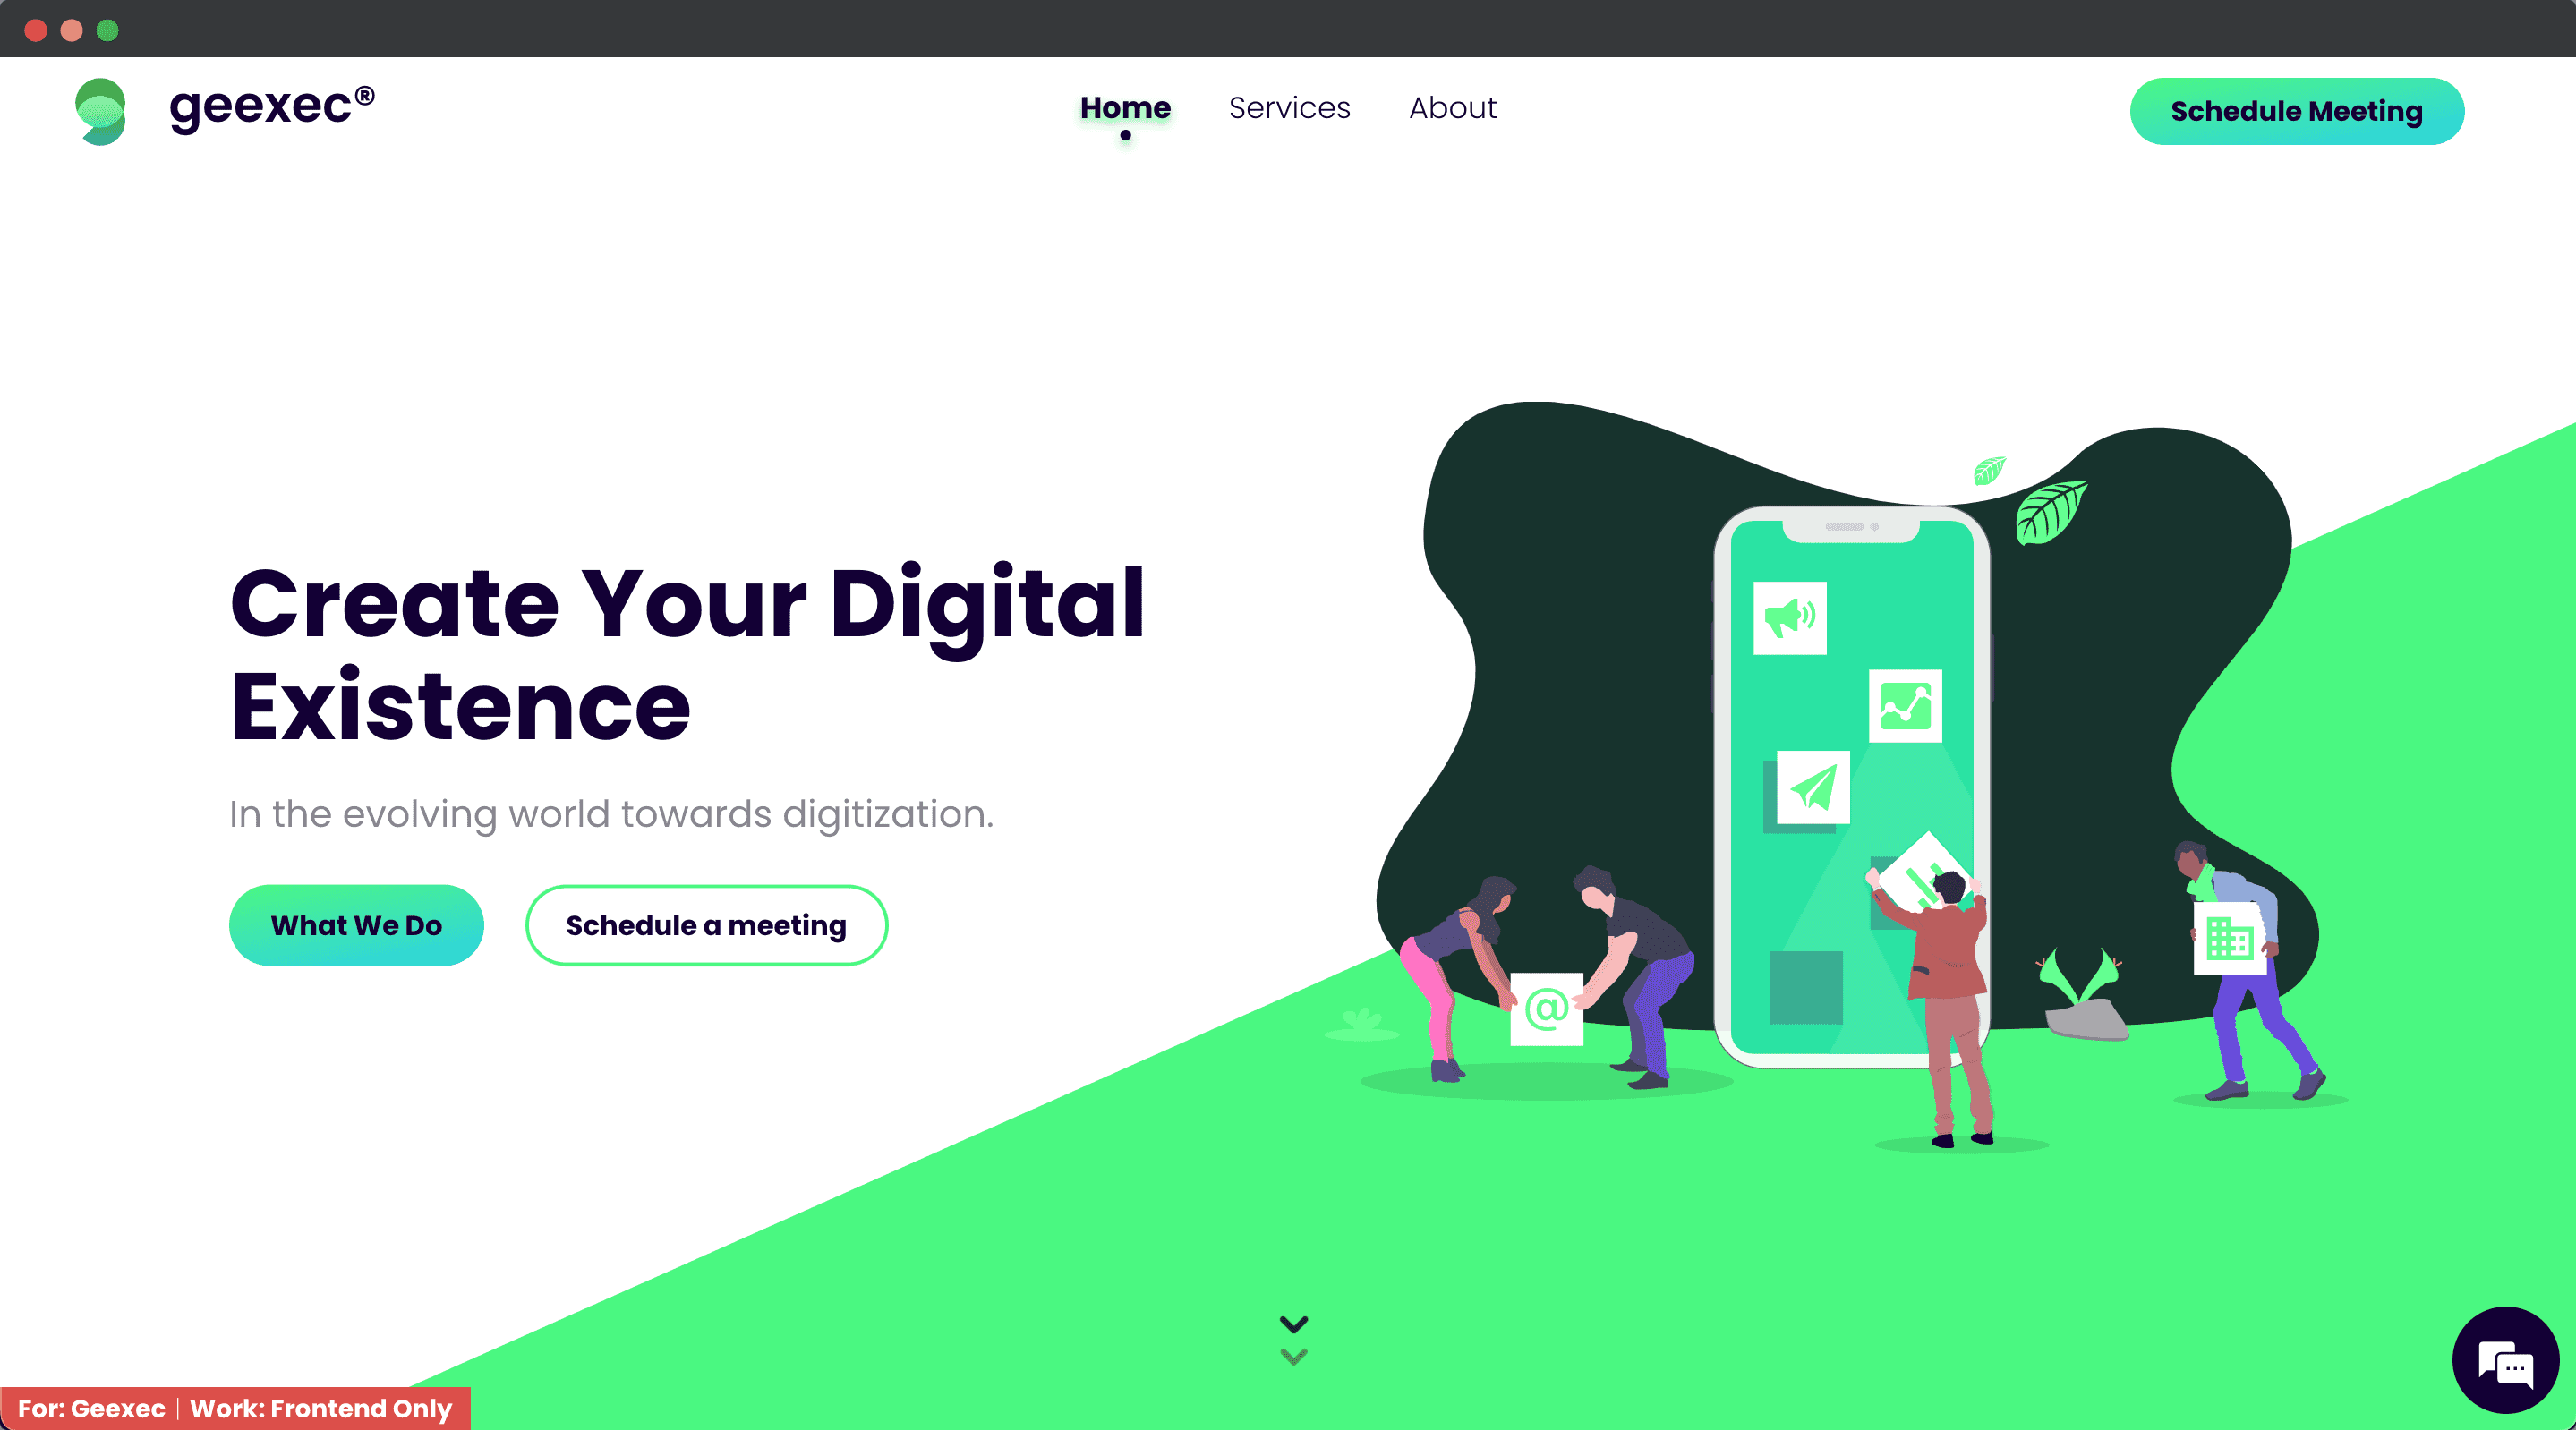 geexec®
Home Services About
Schedule Meeting
Create Your Digital
Existence
In the evolving world towards digitization.
What We Do
Schedule a meeting
@
For: Geexec | Work: Frontend Only